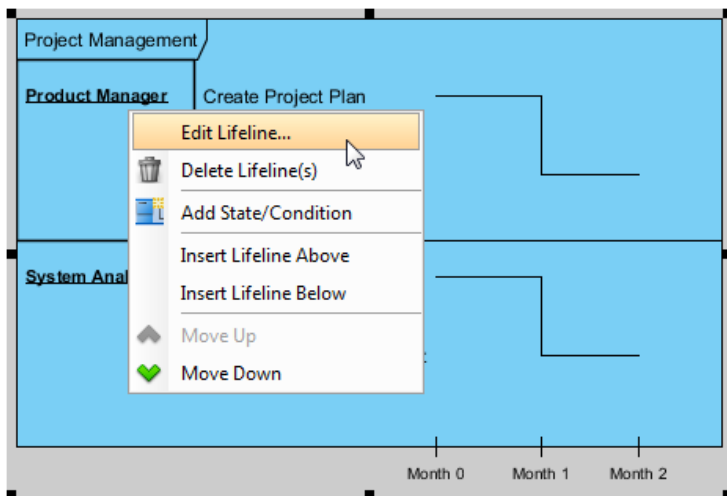 Project Management
Product Manager
Create Project Plan
Edit Lifeline...
Delete Lifeline(s)
Add State/Condition
Insert Lifeline Above
System
Insert Lifeline Below
Move Up
Move Down
Month 0 Month 1 Month 2